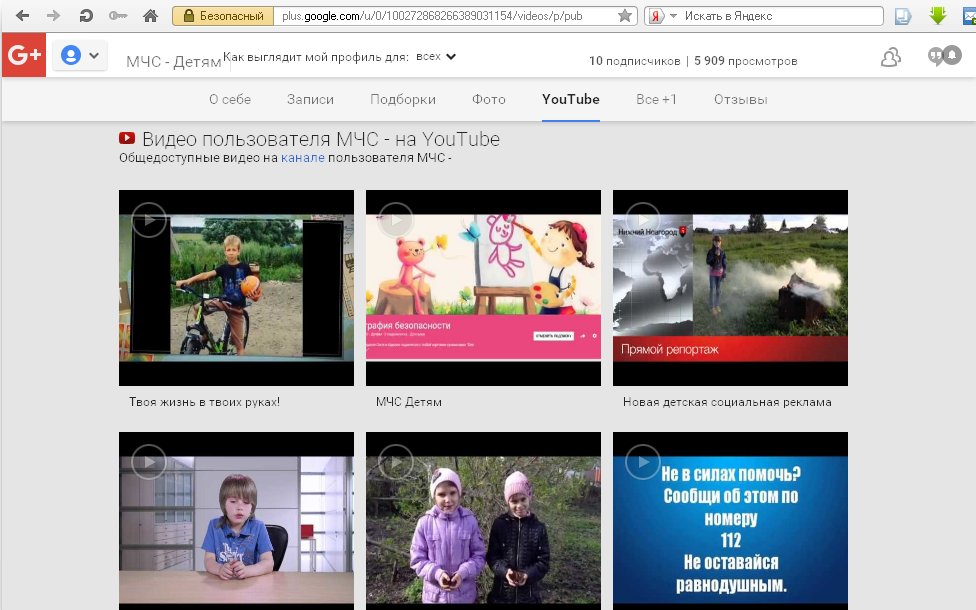 Безопасный
plus.google.com/u/0/100272868266389031154/videos/p/pub
Я
Искать в Яндекс
G+
МЧС - Детям
Как выглядит мой профиль для: всех
10 подписчиков | 5 909 просмотров
О себе
Записи
Подборки
Фото
YouTube
Все +1
Отзывы
Видео пользователя МЧС - на YouTube
Общедоступные видео на канале пользователя МЧС -
графия безопасности
Нижний Новгород
Прямой репортаж
Твоя жизнь в твоих руках!
МЧС Детям
Новая детская социальная реклама
Не в силах помочь?
Сообщи об этом по
номеру
112
Не оставайся
равнодушным.